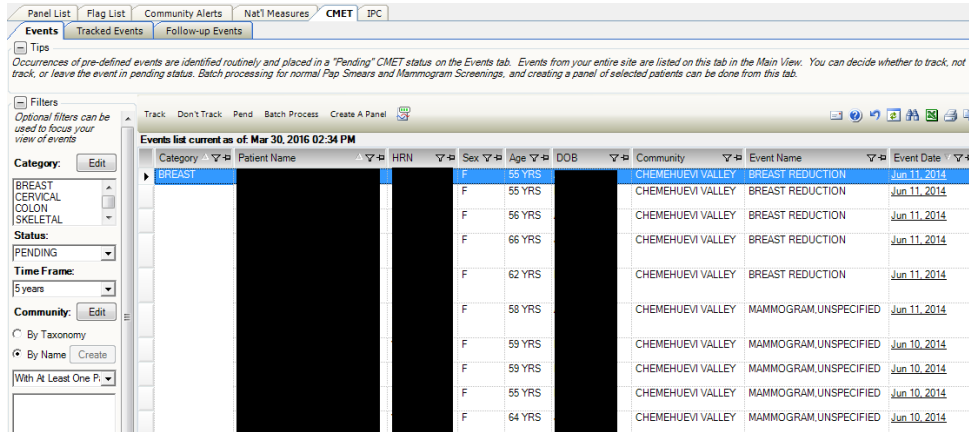 Panel List Flag List Community Alerts Nat'l Measures CMET IPC
Events Tracked Events Follow-up Events
Tips
Occurrences of pre-defined events are identified routinely and placed in a "Pending" CMET status on the Events tab. Events from your entire site are listed on this tab in the Main View. You can decide whether to track, not
track, or leave the event in pending status. Batch processing for normal Pap Smears and Mammogram Screenings, and creating a panel of selected patients can be done from this tab.
Filters
Optional filters can be
used to focus your
view of events
Category: Edit
BREAST
CERVICAL
COLON
SKELETAL
Status:
PENDING
Time Frame:
5 years
Community: Edit
By Taxonomy
By Name Create
With At Least One P
Track Don't Track Pend Batch Process Create A Panel
Events list current as of: Mar 30, 2016 02:34 PM
Category Patient Name HRN Sex Age DOB Community Event Name Event Date
BREAST F 55 YRS CHEMEHUEVI VALLEY BREAST REDUCTION Jun 11, 2014
F 55 YRS CHEMEHUEVI VALLEY BREAST REDUCTION Jun 11, 2014
F 56 YRS CHEMEHUEVI VALLEY BREAST REDUCTION Jun 11, 2014
F 66 YRS CHEMEHUEVI VALLEY BREAST REDUCTION Jun 11, 2014
F 62 YRS CHEMEHUEVI VALLEY BREAST REDUCTION Jun 11, 2014
F 58 YRS CHEMEHUEVI VALLEY MAMMOGRAM,UNSPECIFIED Jun 11, 2014
F 59 YRS CHEMEHUEVI VALLEY MAMMOGRAM,UNSPECIFIED Jun 10, 2014
F 59 YRS CHEMEHUEVI VALLEY MAMMOGRAM,UNSPECIFIED Jun 10, 2014
F 55 YRS CHEMEHUEVI VALLEY MAMMOGRAM,UNSPECIFIED Jun 10, 2014
F 64 YRS CHEMEHUEVI VALLEY MAMMOGRAM,UNSPECIFIED Jun 10, 2014